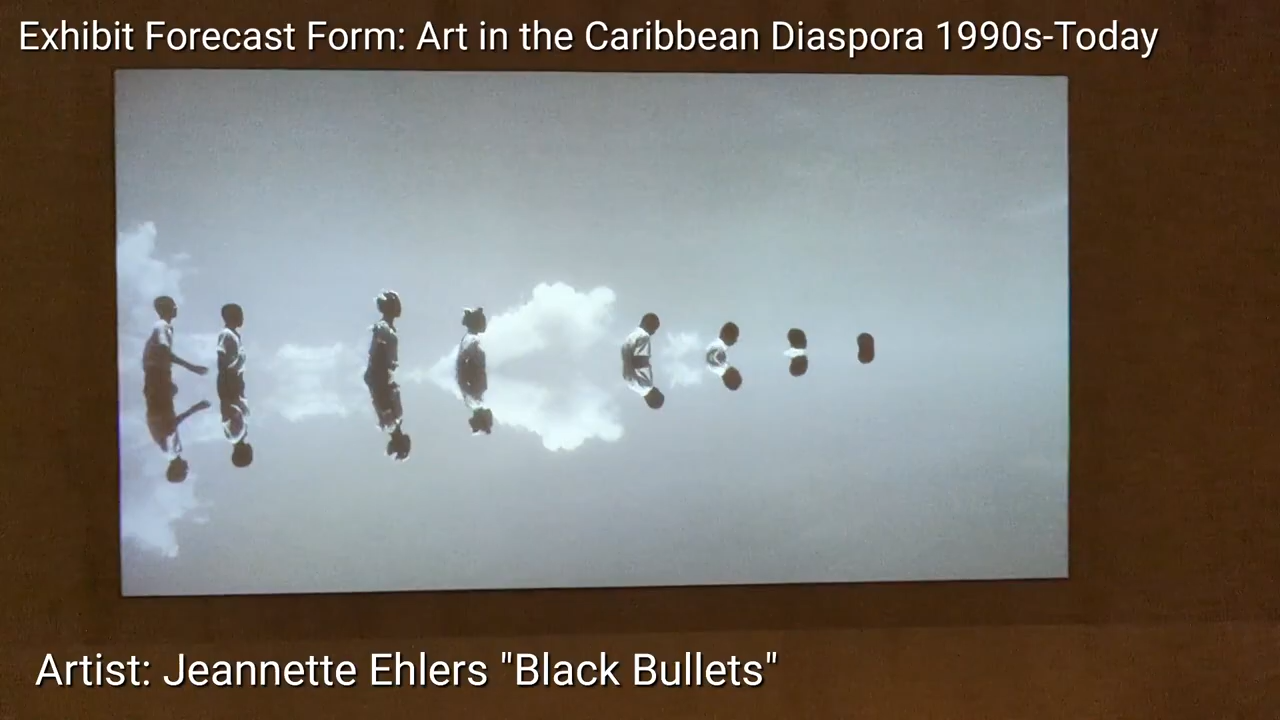 Exhibit Forecast Form: Art in the Caribbean Diaspora 1990s-Today
Artist: Jeannette Ehlers "Black Bullets"